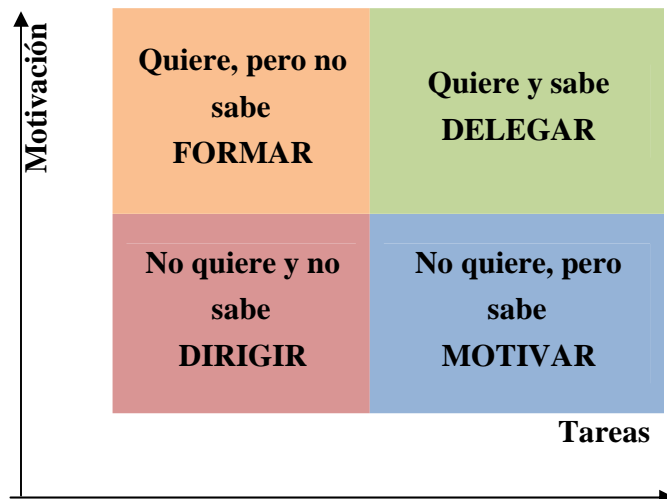 Motivación
Quiere, pero no
sabe
FORMAR
Quiere y sabe
DELEGAR
No quiere y no
sabe
DIRIGIR
No quiere, pero
sabe
MOTIVAR
Tareas